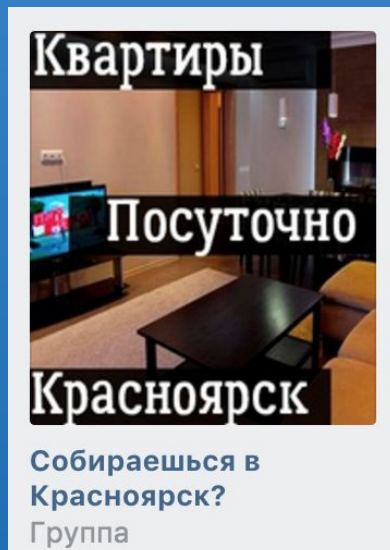 Квартиры
Посуточно
Красноярск
Собираешься в
Красноярск?
Группа